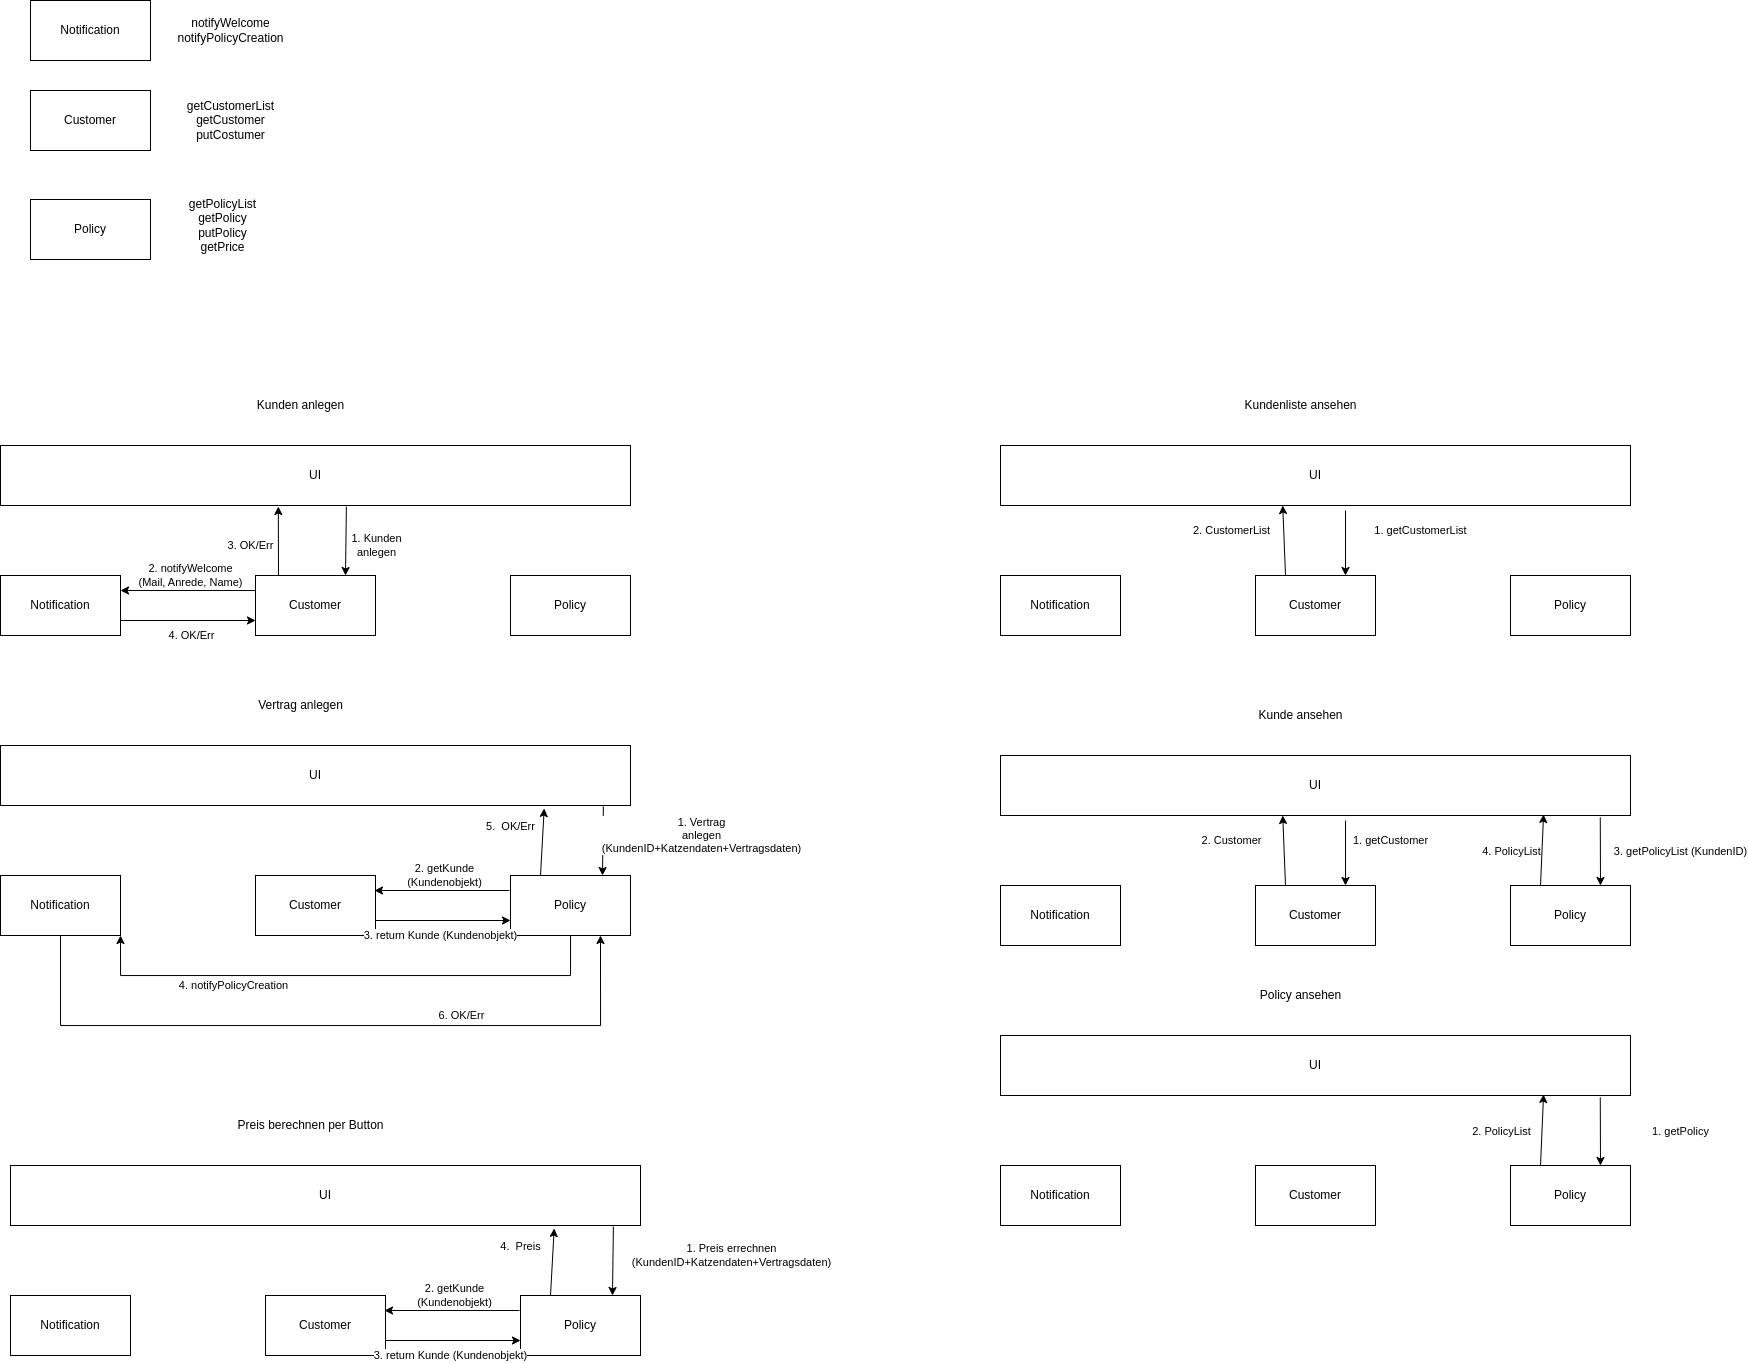 Notification
notifyWelcome
notifyPolicyCreation
Customer
getCustomerList
getCustomer
putCostumer
Policy
getPolicyList
getPolicy
putPolicy
getPrice
Kunden anlegen
UI
3. OK/Err
1. Kunden
anlegen
2. notifyWelcome
(Mail, Anrede, Name)
Notification
Customer
Policy
4. OK/Err
Vertrag anlegen
UI
5.  OK/Err
1. Vertrag
anlegen
(KundenID+Katzendaten+Vertragsdaten)
2. getKunde
(Kundenobjekt)
Notification
Customer
Policy
3. return Kunde (Kundenobjekt)
4. notifyPolicyCreation
6. OK/Err
Preis berechnen per Button
UI
4.  Preis
1. Preis errechnen
(KundenID+Katzendaten+Vertragsdaten)
2. getKunde
(Kundenobjekt)
Notification
Customer
Policy
3. return Kunde (Kundenobjekt)
Kundenliste ansehen
UI
2. CustomerList
1. getCustomerList
Notification
Customer
Policy
Kunde ansehen
UI
2. Customer
1. getCustomer
4. PolicyList
3. getPolicyList (KundenID)
Notification
Customer
Policy
Policy ansehen
UI
2. PolicyList
1. getPolicy
Notification
Customer
Policy